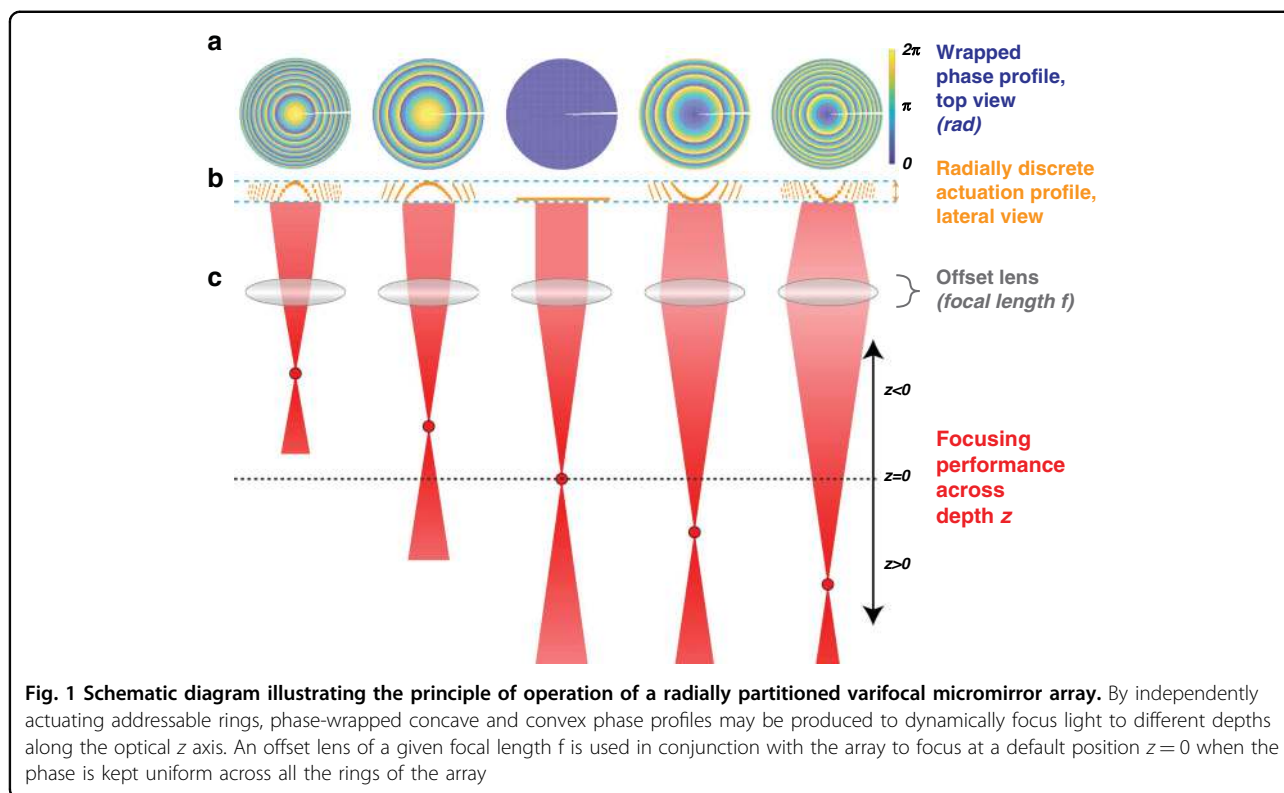 a
2π
π
0
Wrapped
phase profile,
top view
(rad)
b
Radially discrete
actuation profile,
lateral view
c
Offset lens
(focal length f)
z<0
z=0
z>0
Focusing
performance
across
depth z
Fig. 1 Schematic diagram illustrating the principle of operation of a radially partitioned varifocal micromirror array. By independently
actuating addressable rings, phase-wrapped concave and convex phase profiles may be produced to dynamically focus light to different depths
along the optical z axis. An offset lens of a given focal length f is used in conjunction with the array to focus at a default position z = 0 when the
phase is kept uniform across all the rings of the array